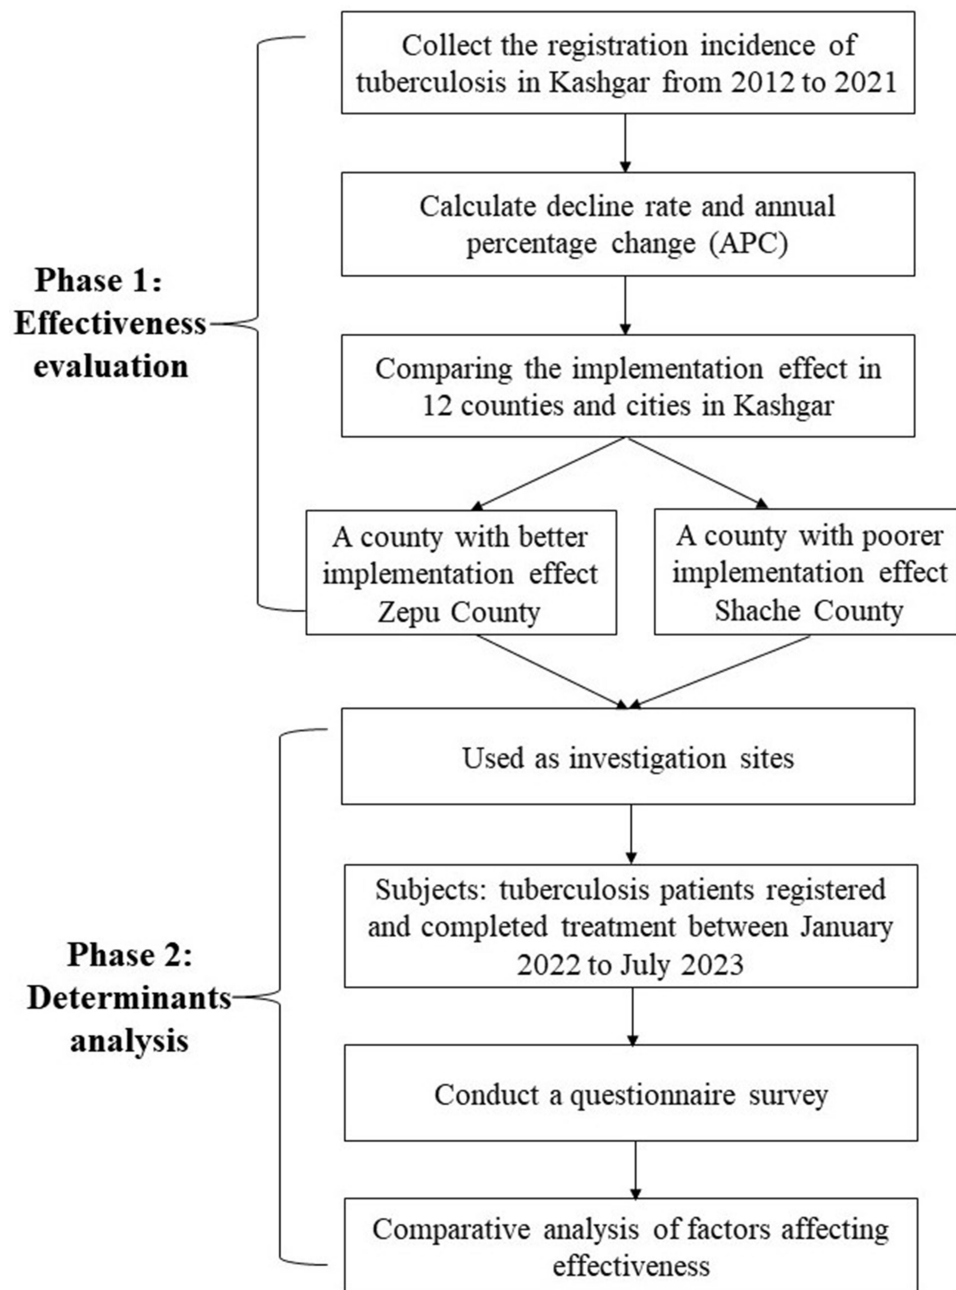 Collect the registration incidence of
tuberculosis in Kashgar from 2012 to 2021
Calculate decline rate and annual
percentage change (APC)
Phase 1:
Effectiveness
evaluation
Comparing the implementation effect in
12 counties and cities in Kashgar
A county with better
implementation effect
Zepu County
A county with poorer
implementation effect
Shache County
Used as investigation sites
Subjects: tuberculosis patients registered
and completed treatment between January
2022 to July 2023
Phase 2:
Determinants
analysis
Conduct a questionnaire survey
Comparative analysis of factors affecting
effectiveness